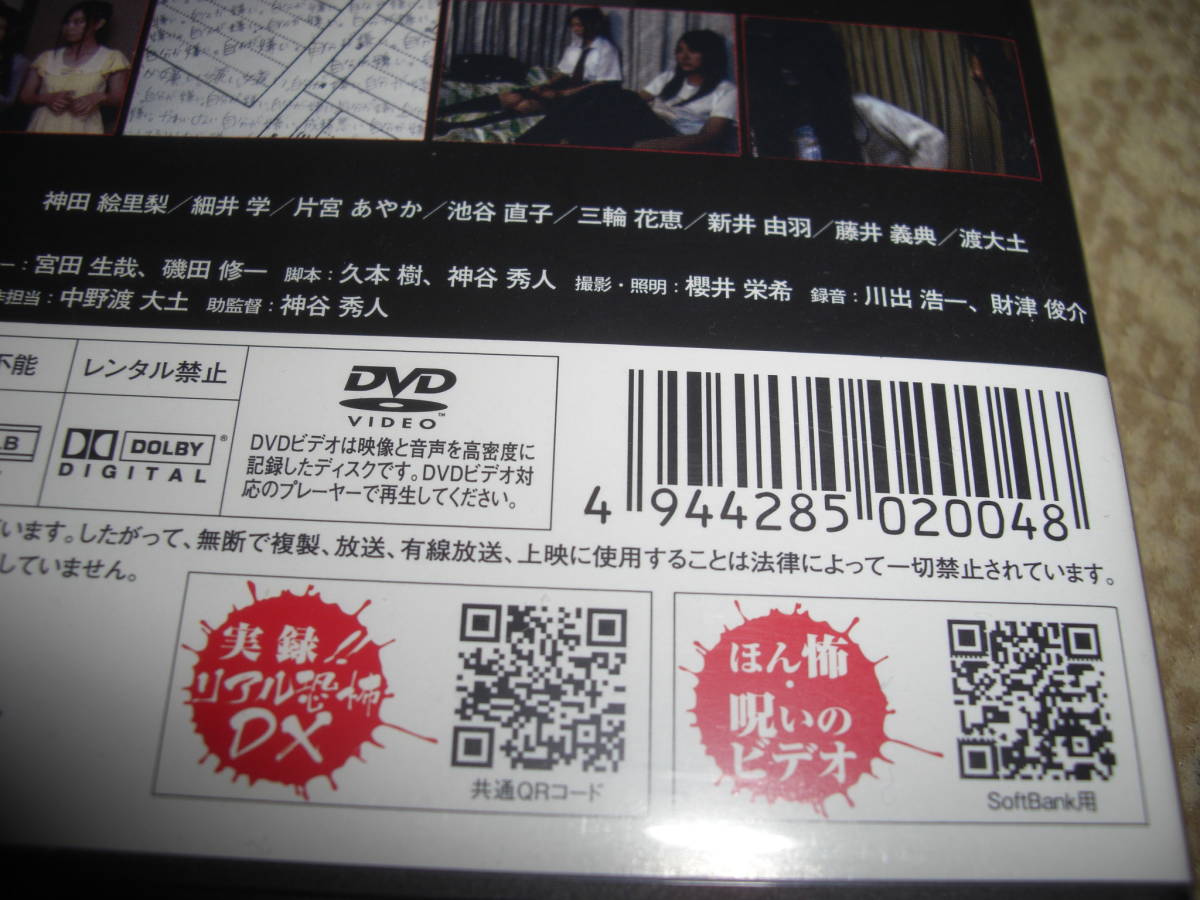 神田 絵里梨／細井 学／片宮 あやか／池谷 直子／三輪 花恵／新井 由羽／藤井 義典／渡大土
ー：宮田 生哉、磯田 修一 脚本：久本 樹、神谷 秀人 撮影・照明：櫻井 栄希 録音：川出 浩一、財津 俊介
担当：中野渡 大土 助監督：神谷 秀人
不能
レンタル禁止
DVD
VIDEO™
DVDビデオは映像と音声を高密度に
記録したディスクです。DVDビデオ対
応のプレーヤーで再生してください。
LB
DOLBY®
DIGITAL
4 944285 020048
ています。したがって、無断で複製、放送、有線放送、上映に使用することは法律によって一切禁止されています。
していません。
実録!!
リアル恐怖
DX
共通QRコード
ほん怖
・
呪いの
ビデオ
SoftBank用